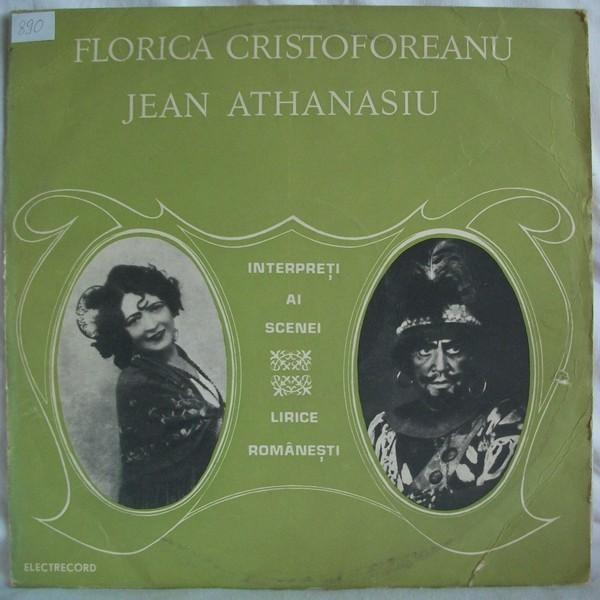 890
FLORICA CRISTOFOREANU
JEAN ATHANASIU
INTERPREȚI
AI
SCENEI
LIRICE
ROMÂNEȘTI
ELECTRECORD